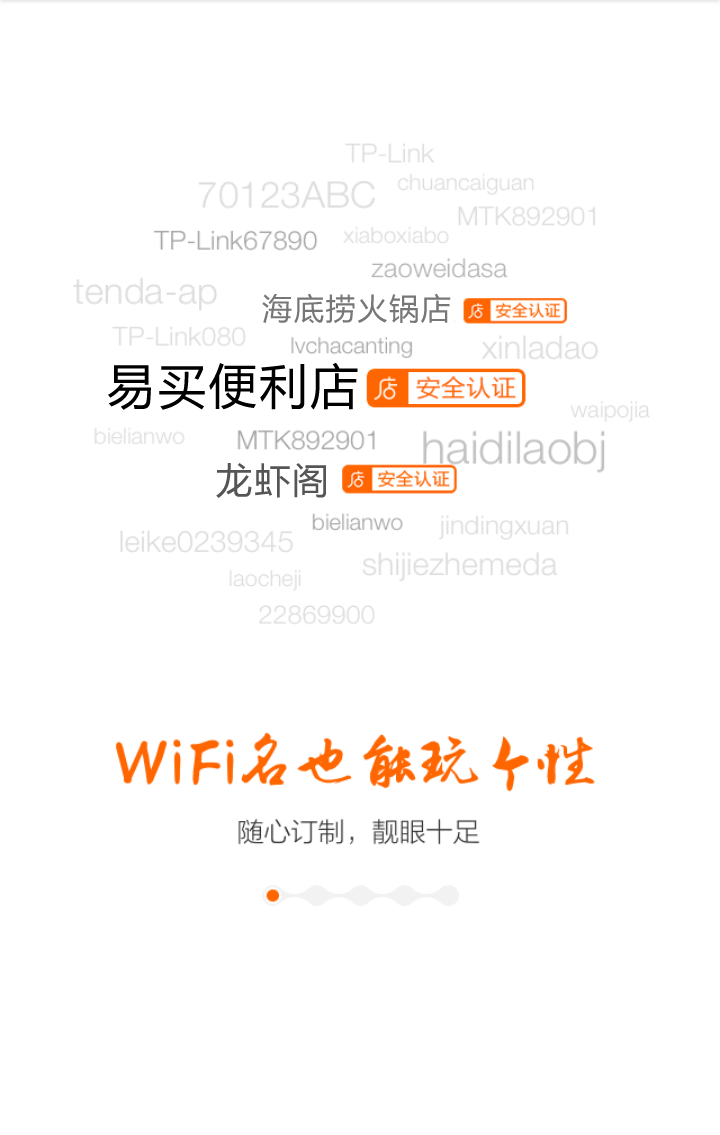 TP-Link
chuancaiguan
70123ABC
MTK892901
xiaboxiabo
TP-Link67890
zaoweidasa
tenda-ap
海底捞火锅店 店 安全认证
TP-Link080
lvchacanting
xinladao
易买便利店 店 安全认证
waipojia
bielianwo
MTK892901
haidilaobj
龙虾阁 店 安全认证
bielianwo
jindingxuan
leike0239345
shijiezhemeda
laocheji
22869900
WiFi名也能玩个性
随心订制，靓眼十足